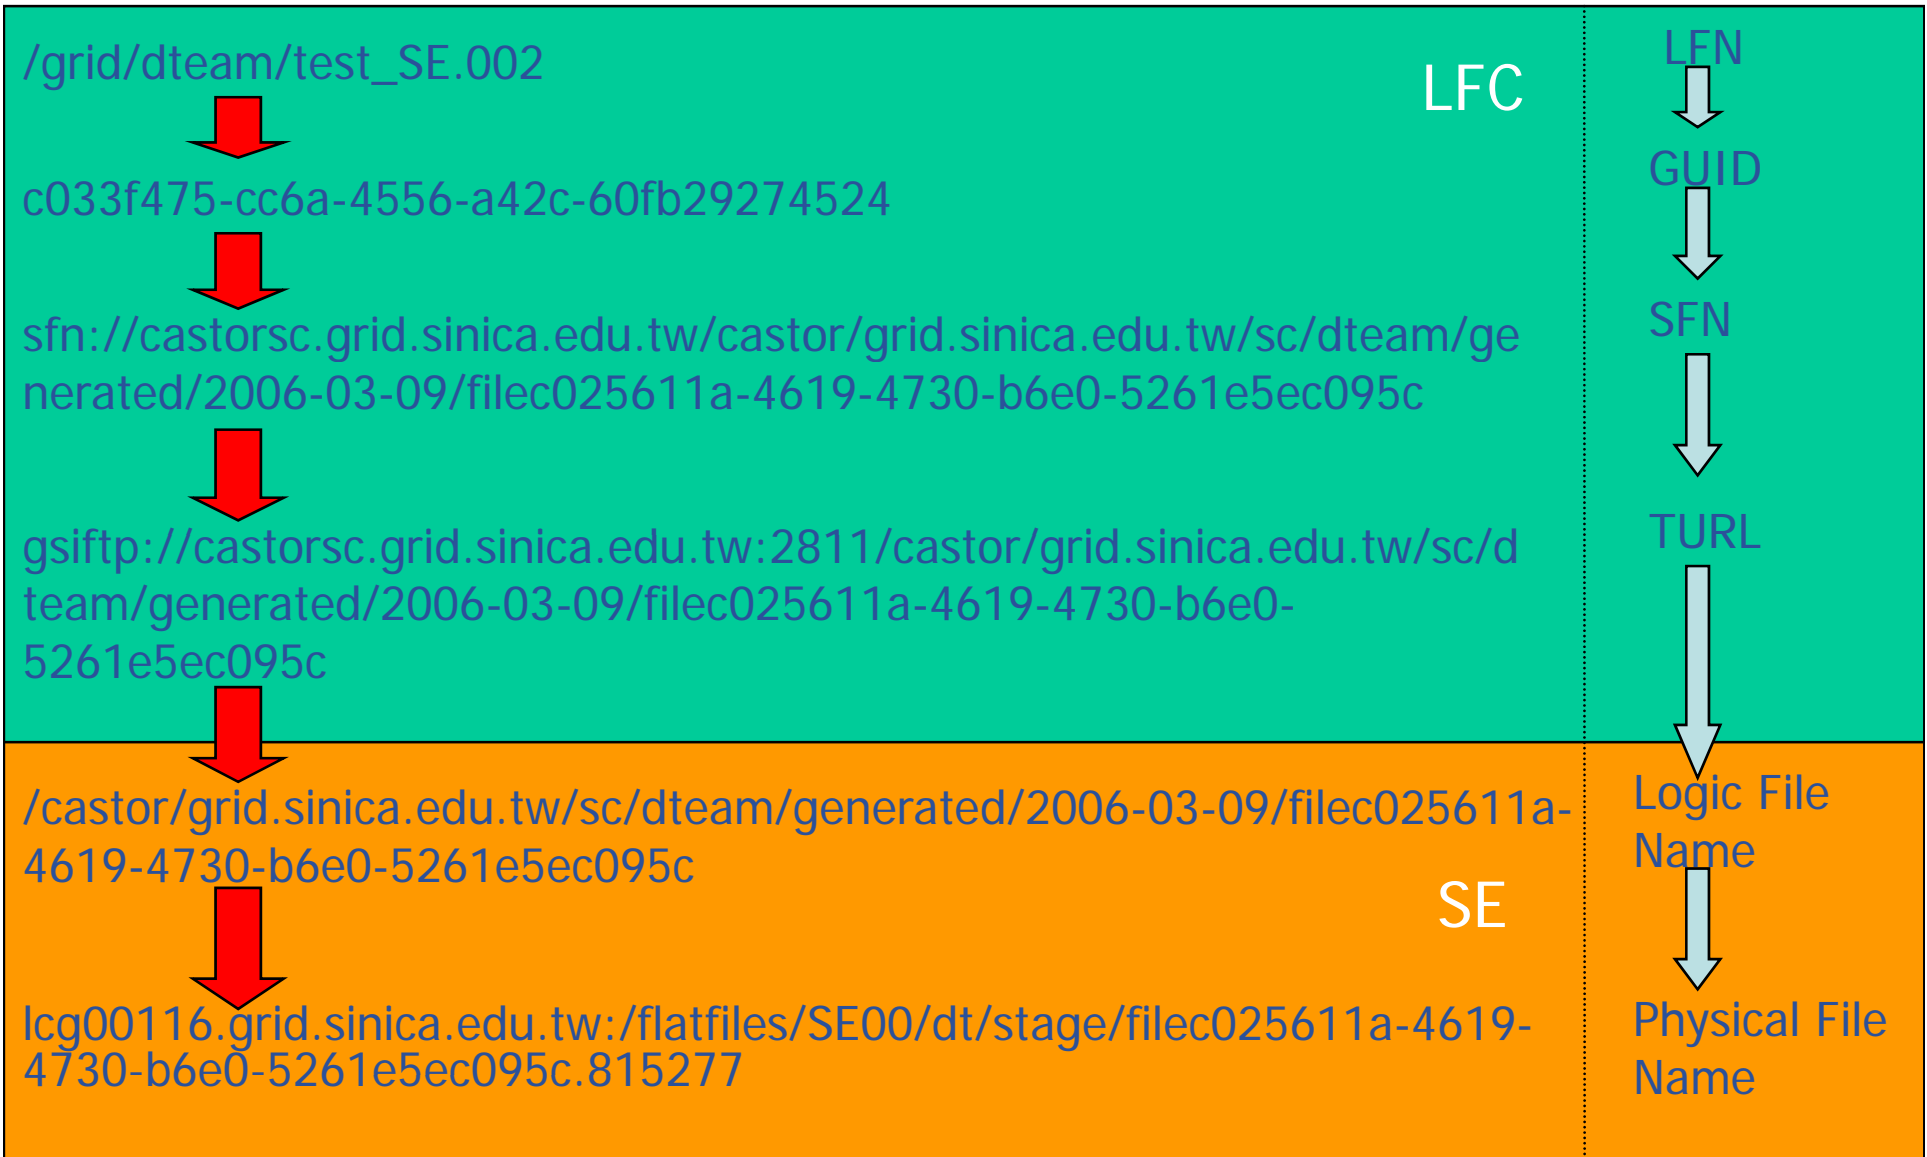 /grid/dteam/test_SE.002
LFC
LFN
c033f475-cc6a-4556-a42c-60fb29274524
GUID
sfn://castorsc.grid.sinica.edu.tw/castor/grid.sinica.edu.tw/sc/dteam/ge
nerated/2006-03-09/filec025611a-4619-4730-b6e0-5261e5ec095c
SFN
gsiftp://castorsc.grid.sinica.edu.tw:2811/castor/grid.sinica.edu.tw/sc/d
team/generated/2006-03-09/filec025611a-4619-4730-b6e0-
5261e5ec095c
TURL
/castor/grid.sinica.edu.tw/sc/dteam/generated/2006-03-09/filec025611a-
4619-4730-b6e0-5261e5ec095c
Logic File
Name
SE
lcg00116.grid.sinica.edu.tw:/flatfiles/SE00/dt/stage/filec025611a-4619-
4730-b6e0-5261e5ec095c.815277
Physical File
Name